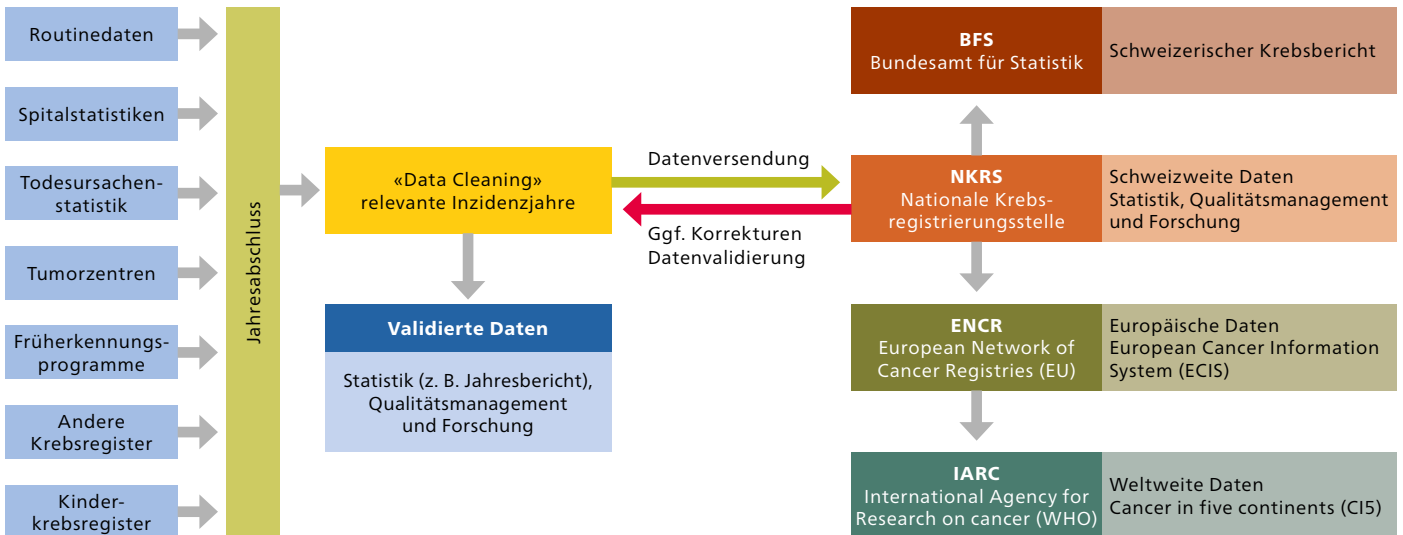 Routinedaten
Spitalstatistiken
Todesursachen-
statistik
Tumorzentren
Früherkennungs-
programme
Andere
Krebsregister
Kinder-
krebsregister
Jahresabschluss
«Data Cleaning»
relevante Inzidenzjahre
Validierte Daten
Statistik (z. B. Jahresbericht),
Qualitätsmanagement
und Forschung
Datenversendung
Ggf. Korrekturen
Datenvalidierung
BFS
Bundesamt für Statistik
Schweizerischer Krebsbericht
NKRS
Nationale Krebs-
registrierungsstelle
Schweizweite Daten
Statistik, Qualitätsmanagement
und Forschung
ENCR
European Network of
Cancer Registries (EU)
Europäische Daten
European Cancer Information
System (ECIS)
IARC
International Agency for
Research on cancer (WHO)
Weltweite Daten
Cancer in five continents (CI5)